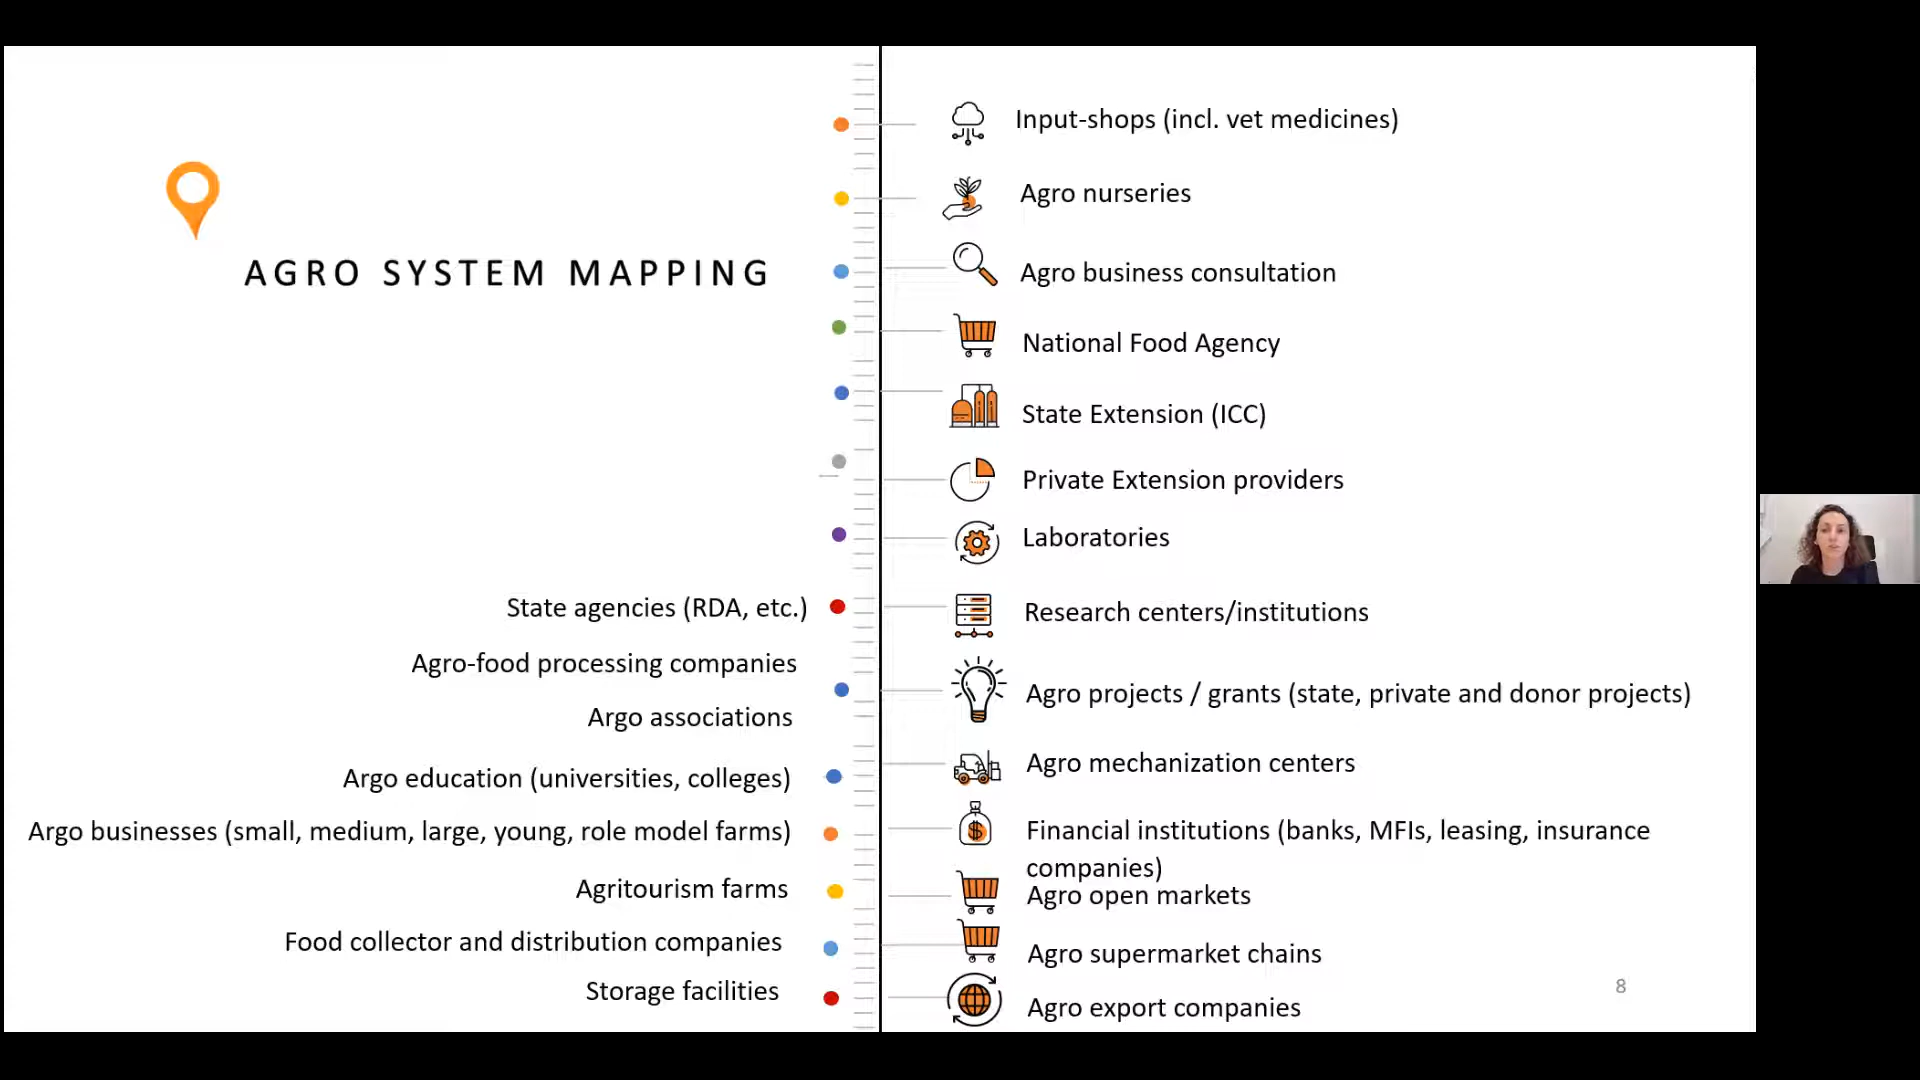 AGRO SYSTEM MAPPING
State agencies (RDA, etc.)
Agro-food processing companies
Argo associations
Argo education (universities, colleges)
Argo businesses (small, medium, large, young, role model farms)
Agritourism farms
Food collector and distribution companies
Storage facilities
Input-shops (incl. vet medicines)
Agro nurseries
Agro business consultation
National Food Agency
State Extension (ICC)
Private Extension providers
Laboratories
Research centers/institutions
Agro projects / grants (state, private and donor projects)
Agro mechanization centers
Financial institutions (banks, MFIs, leasing, insurance
companies)
Agro open markets
Agro supermarket chains
Agro export companies
8